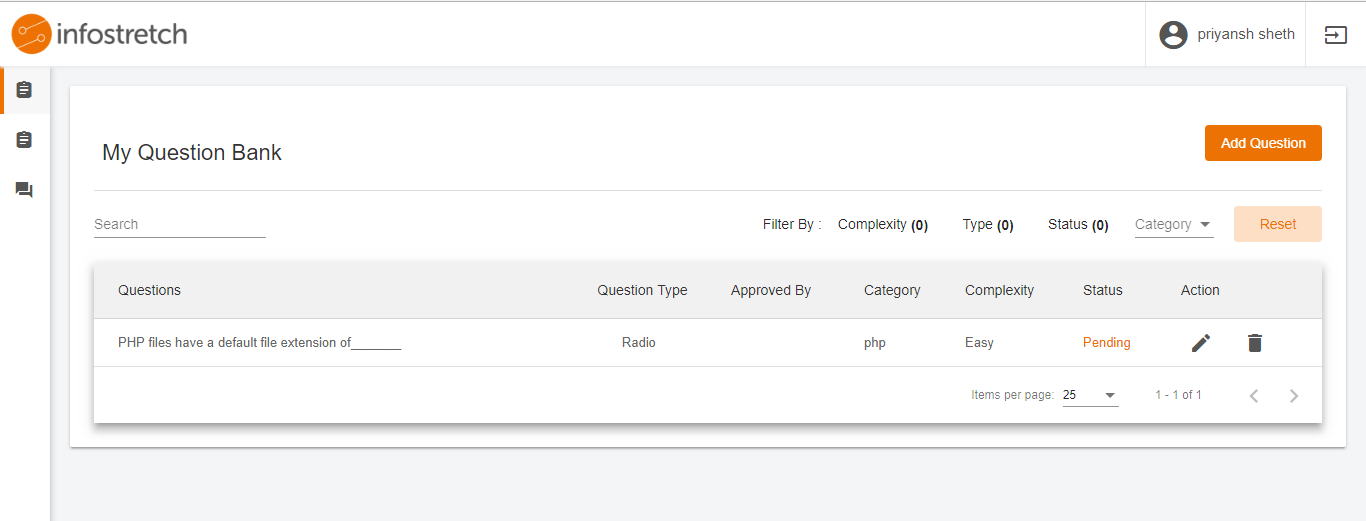 infostretch
priyansh sheth
My Question Bank
Add Question
Search
Filter By :
Complexity (0)
Type (0)
Status (0)
Category
Reset
Questions
Question Type
Approved By
Category
Complexity
Status
Action
PHP files have a default file extension of_______
Radio
php
Easy
Pending
Items per page: 25
1 - 1 of 1